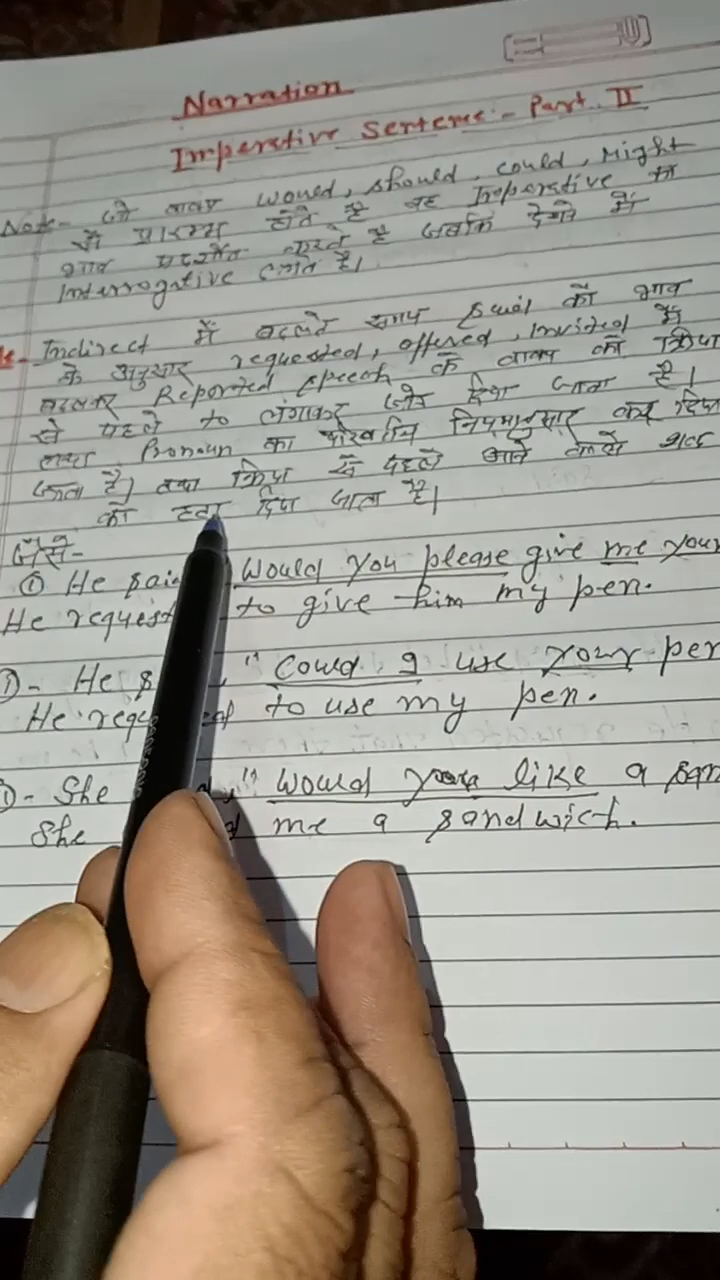 Narration
Imperative Sentence:- Part II
Note- जो वाक्य would, should, could, Might
से प्रारम्भ होते है वह Imperative का
भाव प्रदर्शित करते है जबकि देखने में
Interrogative लगते है।
Indirect में बदलते समय said को भाव
के अनुसार requested, offered, invited में
बदलकर Reported speech के वाक्य की क्रिया
से पहले to लगाकर जोड़ दिया जाता है।
तथा Pronoun का परिवर्तन नियमानुसार कर दिया
जाता है। तथा क्रिया से पहले आने वाले शब्द
को हटा दिया जाता है।
जैसे-
① He said Would you please give me your
He request to give him my pen.
He " Could I use your pen
He to use my pen.
She " Would you like a
She me a sandwich.